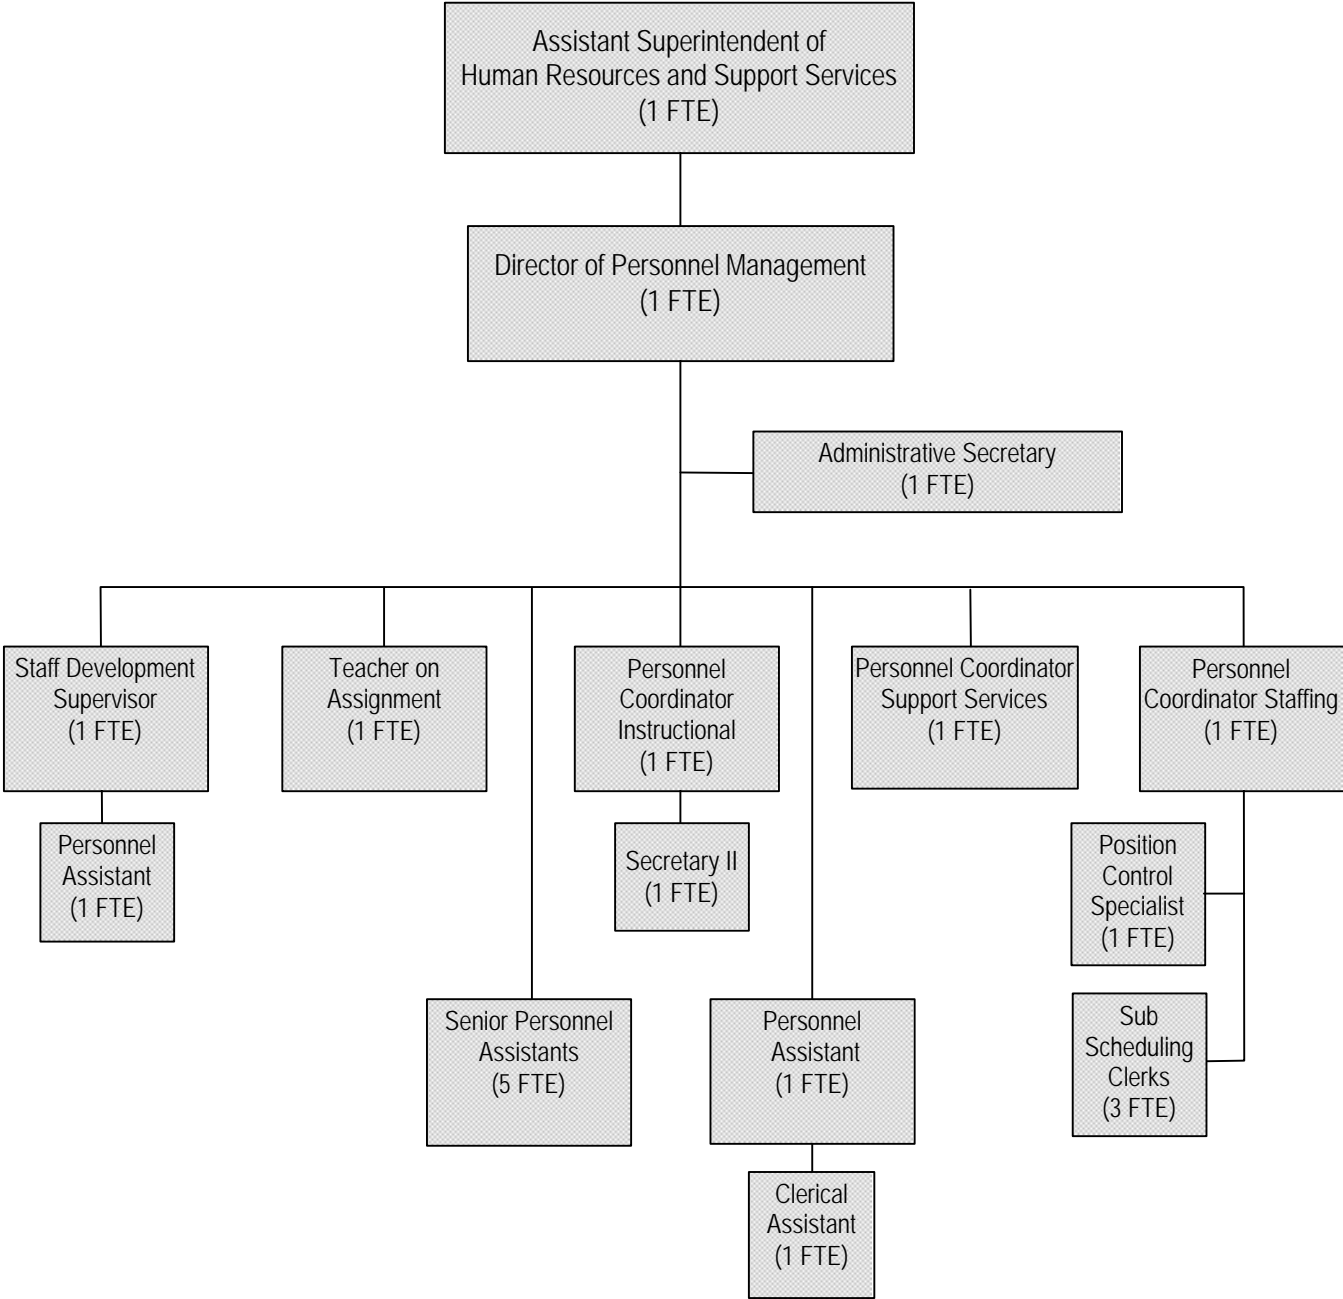 Assistant Superintendent of
Human Resources and Support Services
(1 FTE)
Director of Personnel Management
(1 FTE)
Administrative Secretary
(1 FTE)
Staff Development
Supervisor
(1 FTE)
Teacher on
Assignment
(1 FTE)
Personnel
Coordinator
Instructional
(1 FTE)
Personnel Coordinator
Support Services
(1 FTE)
Personnel
Coordinator Staffing
(1 FTE)
Personnel
Assistant
(1 FTE)
Secretary II
(1 FTE)
Position
Control
Specialist
(1 FTE)
Senior Personnel
Assistants
(5 FTE)
Personnel
Assistant
(1 FTE)
Sub
Scheduling
Clerks
(3 FTE)
Clerical
Assistant
(1 FTE)